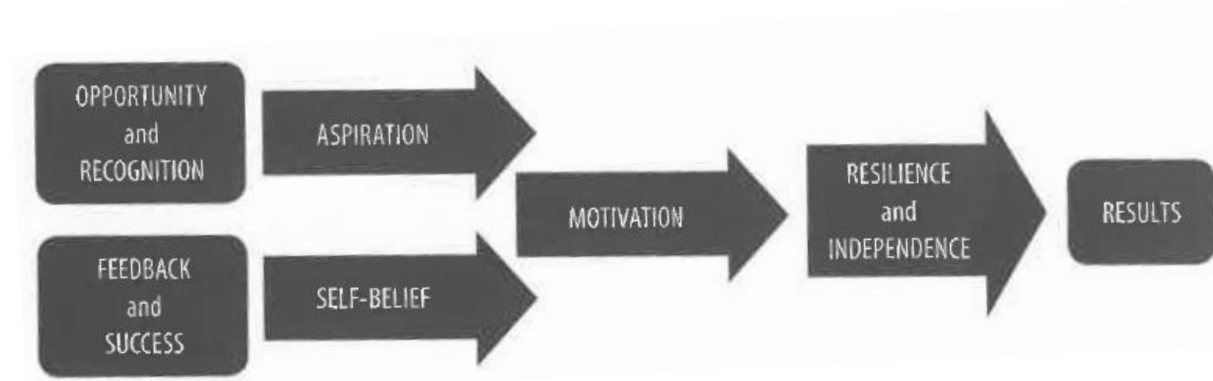 OPPORTUNITY
and
RECOGNITION
ASPIRATION
FEEDBACK
and
SUCCESS
SELF-BELIEF
MOTIVATION
RESILIENCE
and
INDEPENDENCE
RESULTS